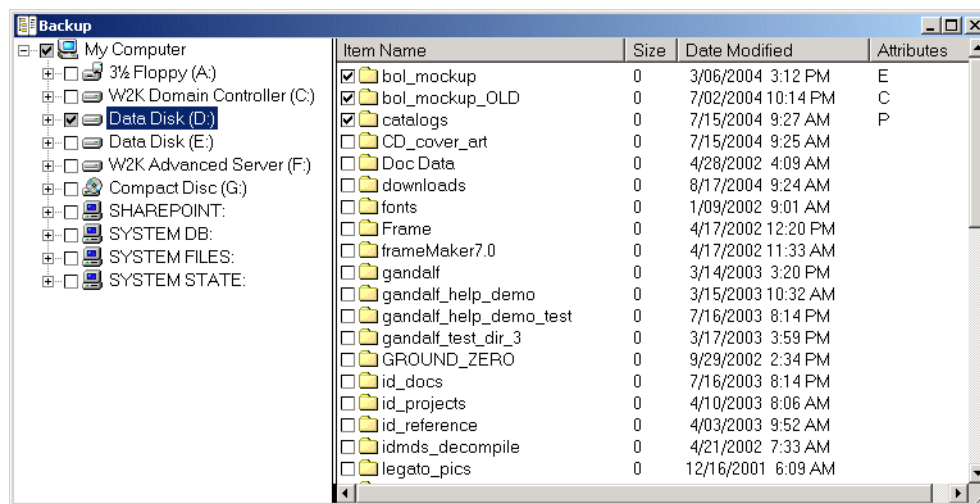 Backup
My Computer
3½ Floppy (A:)
W2K Domain Controller (C:)
Data Disk (D:)
Data Disk (E:)
W2K Advanced Server (F:)
Compact Disc (G:)
SHAREPOINT:
SYSTEM DB:
SYSTEM FILES:
SYSTEM STATE:
Item Name Size Date Modified Attributes
bol_mockup 0 3/06/2004 3:12 PM E
bol_mockup_OLD 0 7/02/2004 10:14 PM C
catalogs 0 7/15/2004 9:27 AM P
CD_cover_art 0 7/15/2004 9:25 AM
Doc Data 0 4/28/2002 4:09 AM
downloads 0 8/17/2004 9:24 AM
fonts 0 1/09/2002 9:01 AM
Frame 0 4/17/2002 12:20 PM
frameMaker7.0 0 4/17/2002 11:33 AM
gandalf 0 3/14/2003 3:20 PM
gandalf_help_demo 0 3/15/2003 10:32 AM
gandalf_help_demo_test 0 7/16/2003 8:14 PM
gandalf_test_dir_3 0 3/17/2003 3:59 PM
GROUND_ZERO 0 9/29/2002 2:34 PM
id_docs 0 7/16/2003 8:14 PM
id_projects 0 4/10/2003 8:06 AM
id_reference 0 4/03/2003 9:52 AM
idmds_decompile 0 4/21/2002 7:33 AM
legato_pics 0 12/16/2001 6:09 AM